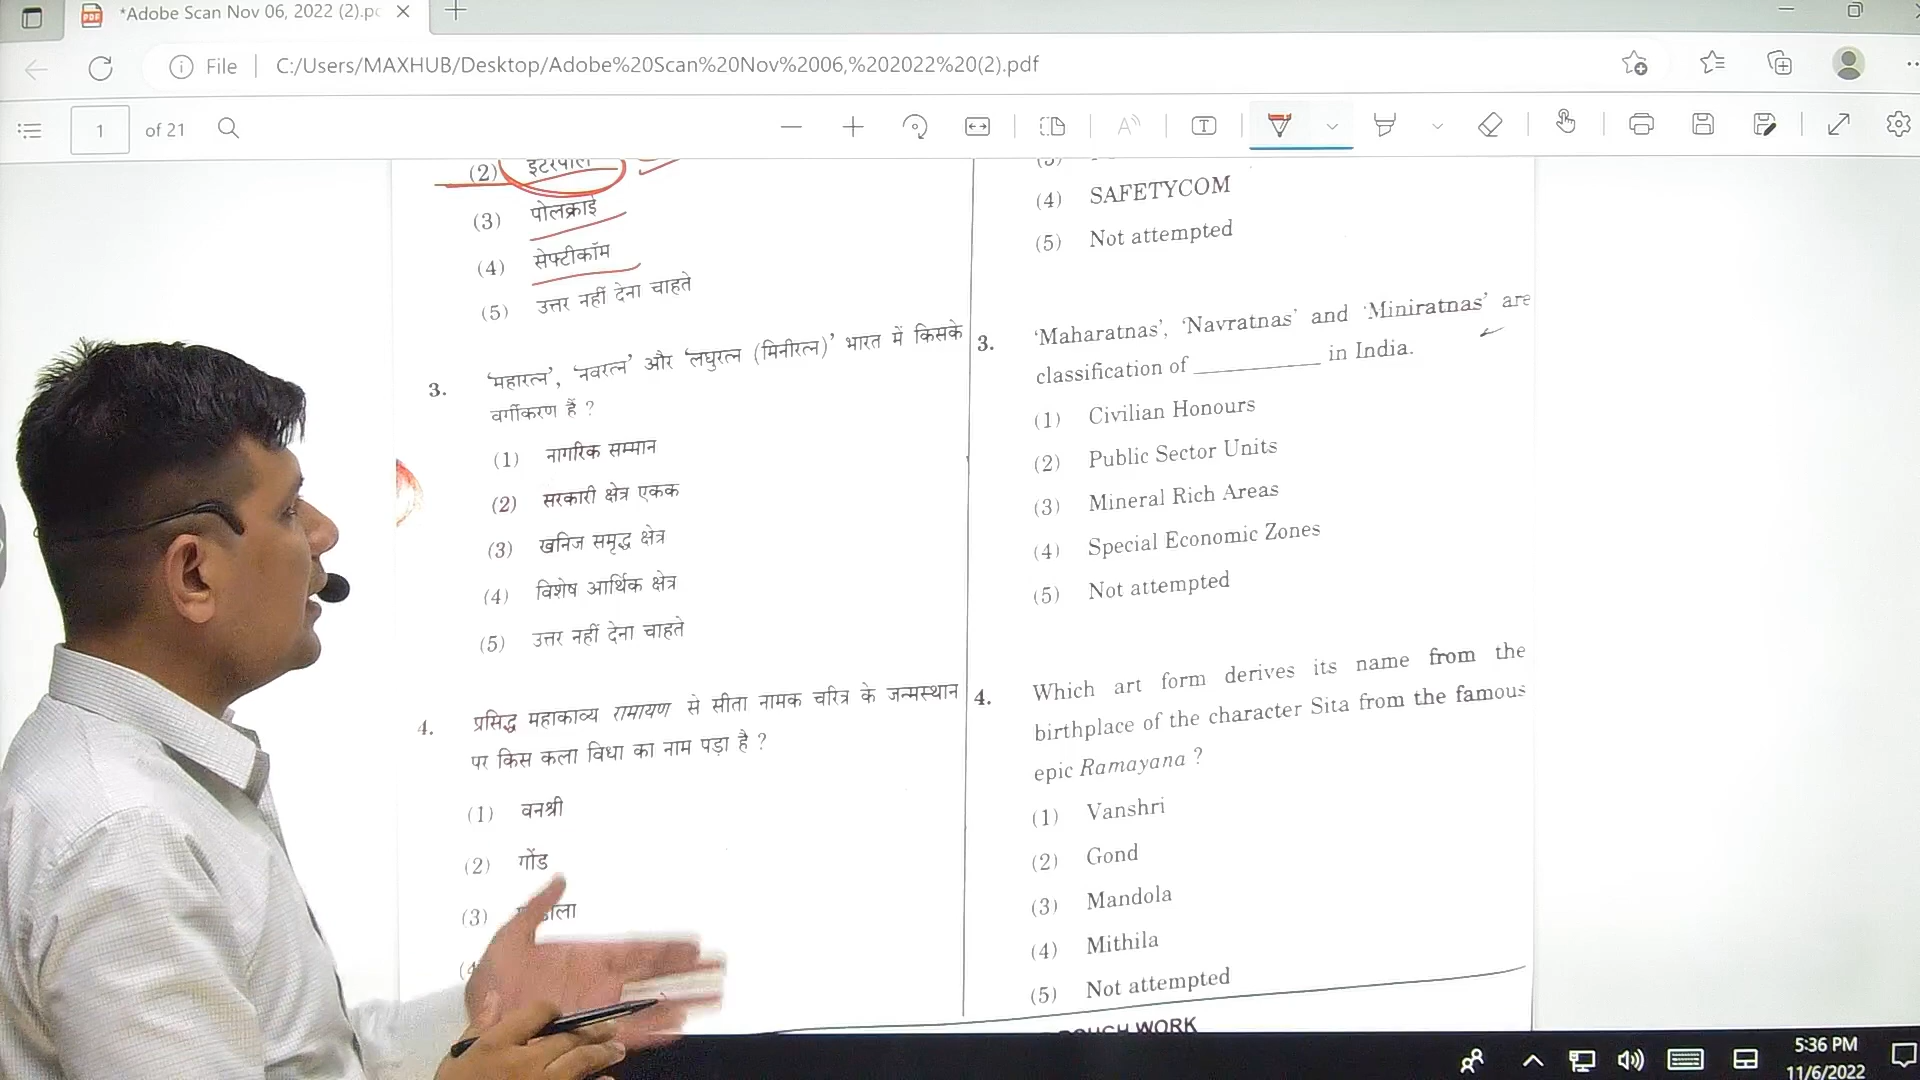 *Adobe Scan Nov 06, 2022 (2).pd
File
C:/Users/MAXHUB/Desktop/Adobe%20Scan%20Nov%2006,%202022%20(2).pdf
1 of 21
(2) इंटरपोल
(3) पोलक्राई
(4) सेफ्टीकॉम
(5) उत्तर नहीं देना चाहते
3. 'महारत्न', 'नवरत्न' और 'लघुरत्न (मिनीरत्न)' भारत में किसके
वर्गीकरण हैं ?
(1) नागरिक सम्मान
(2) सरकारी क्षेत्र एकक
(3) खनिज समृद्ध क्षेत्र
(4) विशेष आर्थिक क्षेत्र
(5) उत्तर नहीं देना चाहते
4. प्रसिद्ध महाकाव्य रामायण से सीता नामक चरित्र के जन्मस्थान
पर किस कला विधा का नाम पड़ा है ?
(1) वनश्री
(2) गोंड
(3)
(4
(4) SAFETYCOM
(5) Not attempted
3. 'Maharatnas', 'Navratnas' and 'Miniratnas' are
classification of ____________ in India.
(1) Civilian Honours
(2) Public Sector Units
(3) Mineral Rich Areas
(4) Special Economic Zones
(5) Not attempted
4. Which art form derives its name from the
birthplace of the character Sita from the famous
epic Ramayana ?
(1) Vanshri
(2) Gond
(3) Mandola
(4) Mithila
(5) Not attempted
ROUGH WORK
5:36 PM
11/6/2022